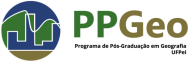 PPGeo
Programa de Pós-Graduação em Geografia
UFPel